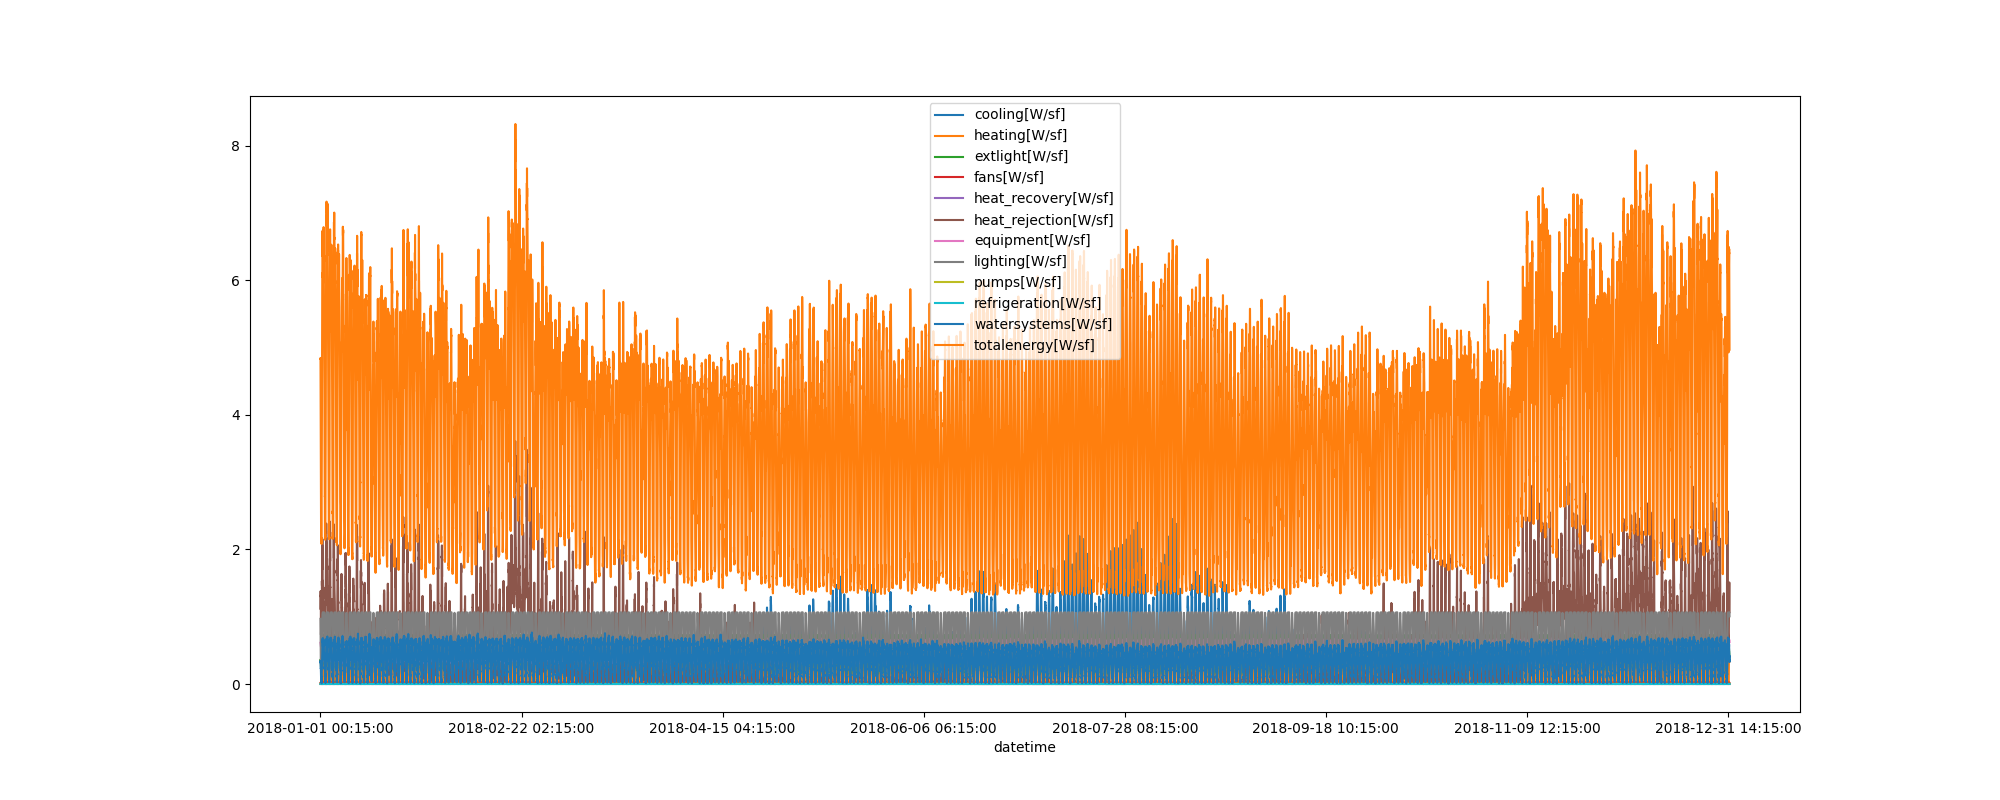 cooling[W/sf]
heating[W/sf]
extlight[W/sf]
fans[W/sf]
heat_recovery[W/sf]
heat_rejection[W/sf]
equipment[W/sf]
lighting[W/sf]
pumps[W/sf]
refrigeration[W/sf]
watersystems[W/sf]
totalenergy[W/sf]
8
6
4
2
0
2018-01-01 00:15:00 2018-02-22 02:15:00 2018-04-15 04:15:00 2018-06-06 06:15:00 2018-07-28 08:15:00 2018-09-18 10:15:00 2018-11-09 12:15:00 2018-12-31 14:15:00
datetime